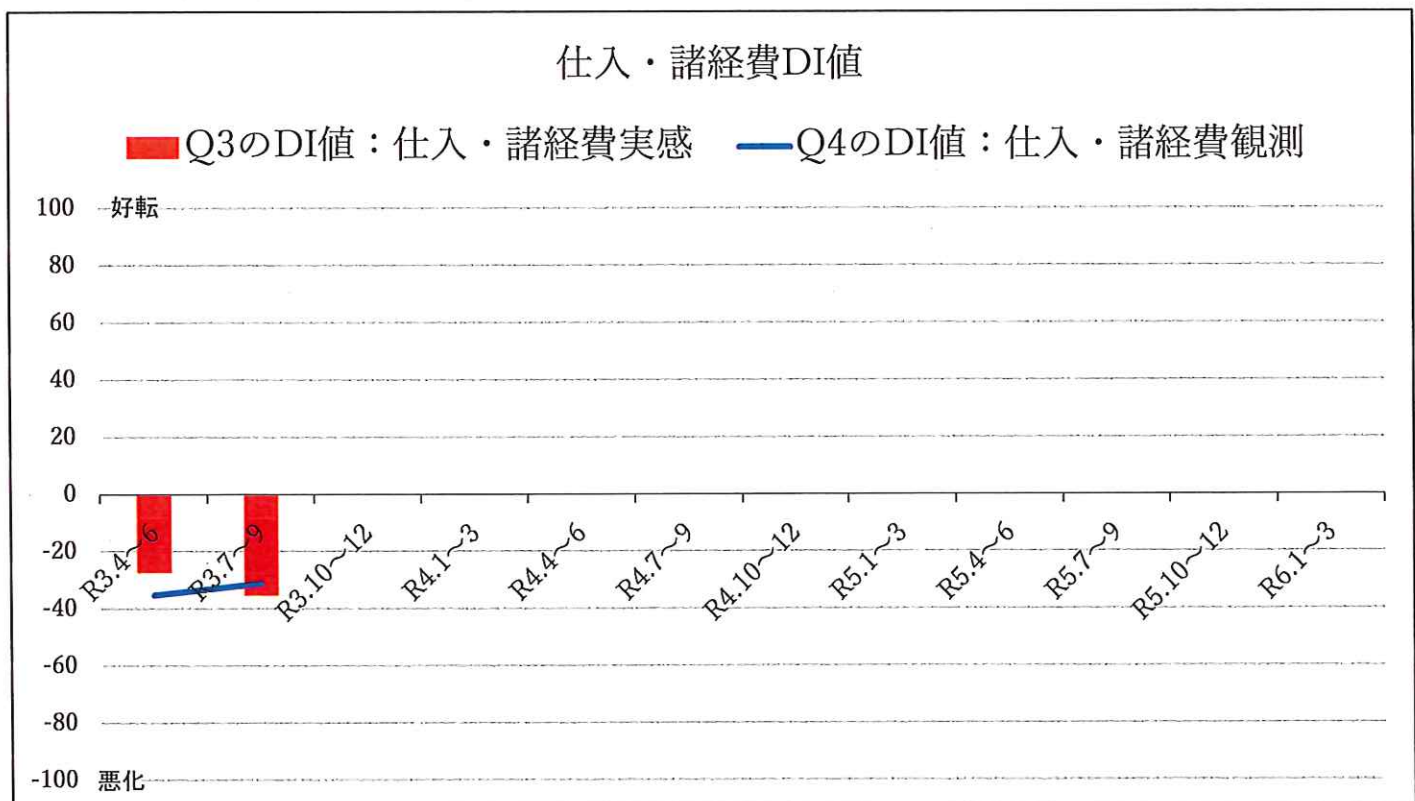 仕入・諸経費DI値
Q3のDI値：仕入・諸経費実感
Q4のDI値：仕入・諸経費観測
100 好転
80
60
40
20
0
-20
-40
-60
-80
-100 悪化
R3.4～6
R3.7～9
R3.10～12
R4.1～3
R4.4～6
R4.7～9
R4.10～12
R5.1～3
R5.4～6
R5.7～9
R5.10～12
R6.1～3